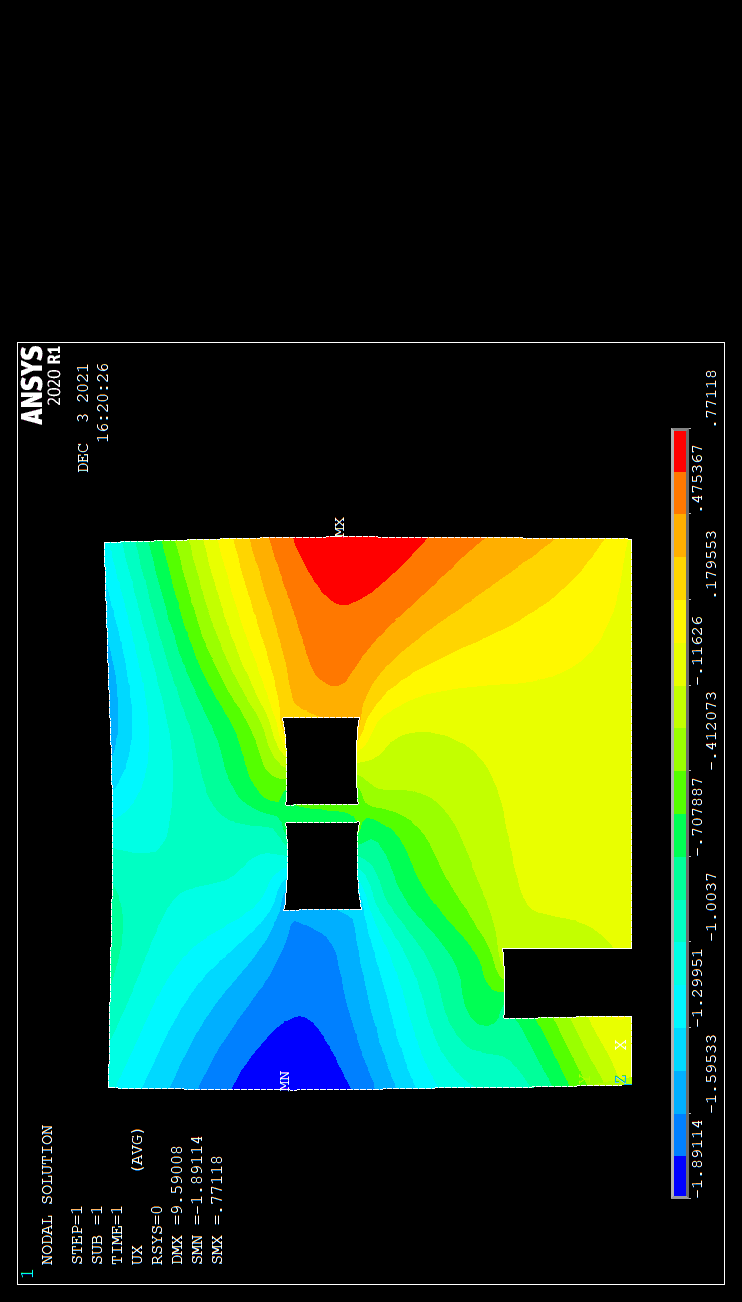 1
NODAL SOLUTION
STEP=1
SUB =1
TIME=1
UX (AVG)
RSYS=0
DMX =9.59008
SMN =-1.89114
SMX =.77118
ANSYS
2020 R1
DEC 3 2021
16:20:26
MN
MX
Z X
-1.89114 -1.59533 -1.29951 -1.0037 -.707887 -.412073 -.11626 .179553 .475367 .77118